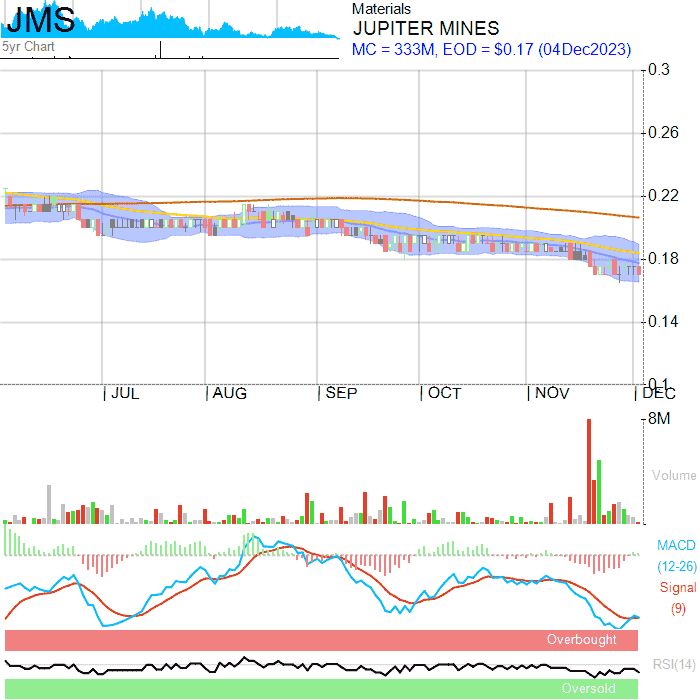 JMS
5yr Chart
Materials
JUPITER MINES
MC = 333M, EOD = $0.17 (04Dec2023)
0.3
0.26
0.22
0.18
0.14
0.1
JUL AUG SEP OCT NOV DEC
8M
Volume
MACD
(12-26)
Signal
(9)
Overbought
RSI(14)
Oversold